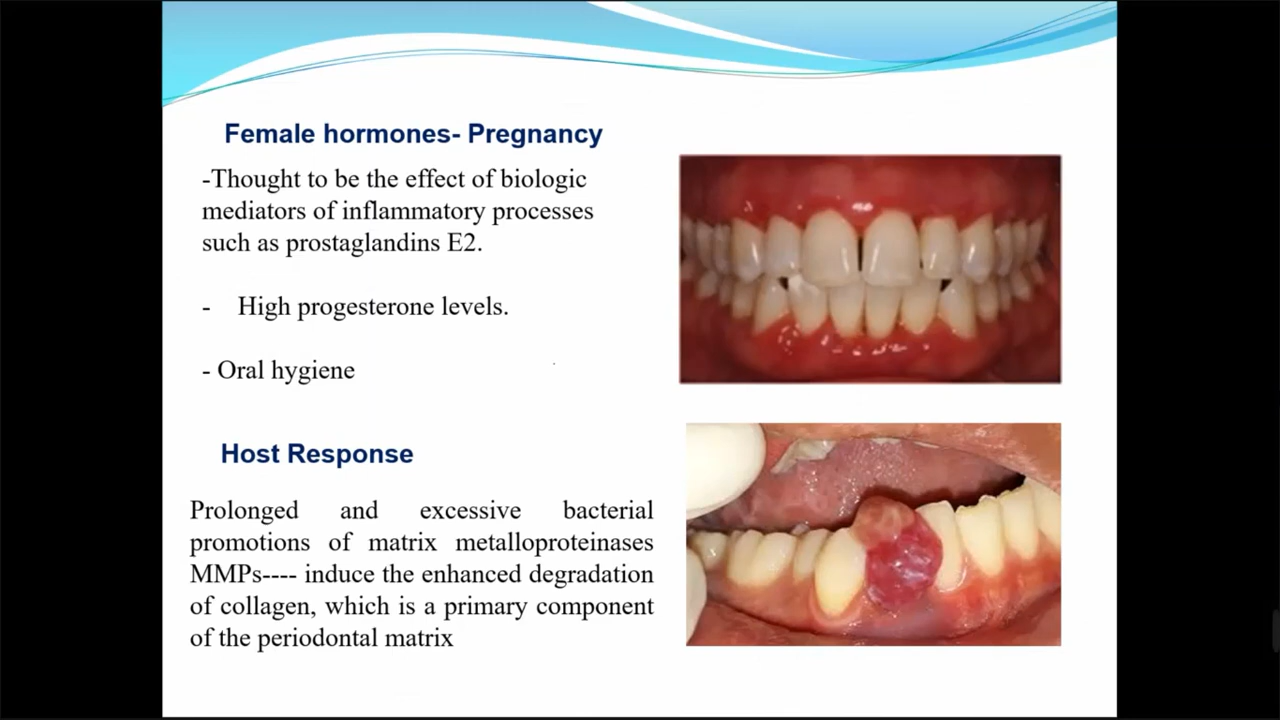 Female hormones- Pregnancy
-Thought to be the effect of biologic
mediators of inflammatory processes
such as prostaglandins E2.
- High progesterone levels.
- Oral hygiene
Host Response
Prolonged and excessive bacterial
promotions of matrix metalloproteinases
MMPs---- induce the enhanced degradation
of collagen, which is a primary component
of the periodontal matrix